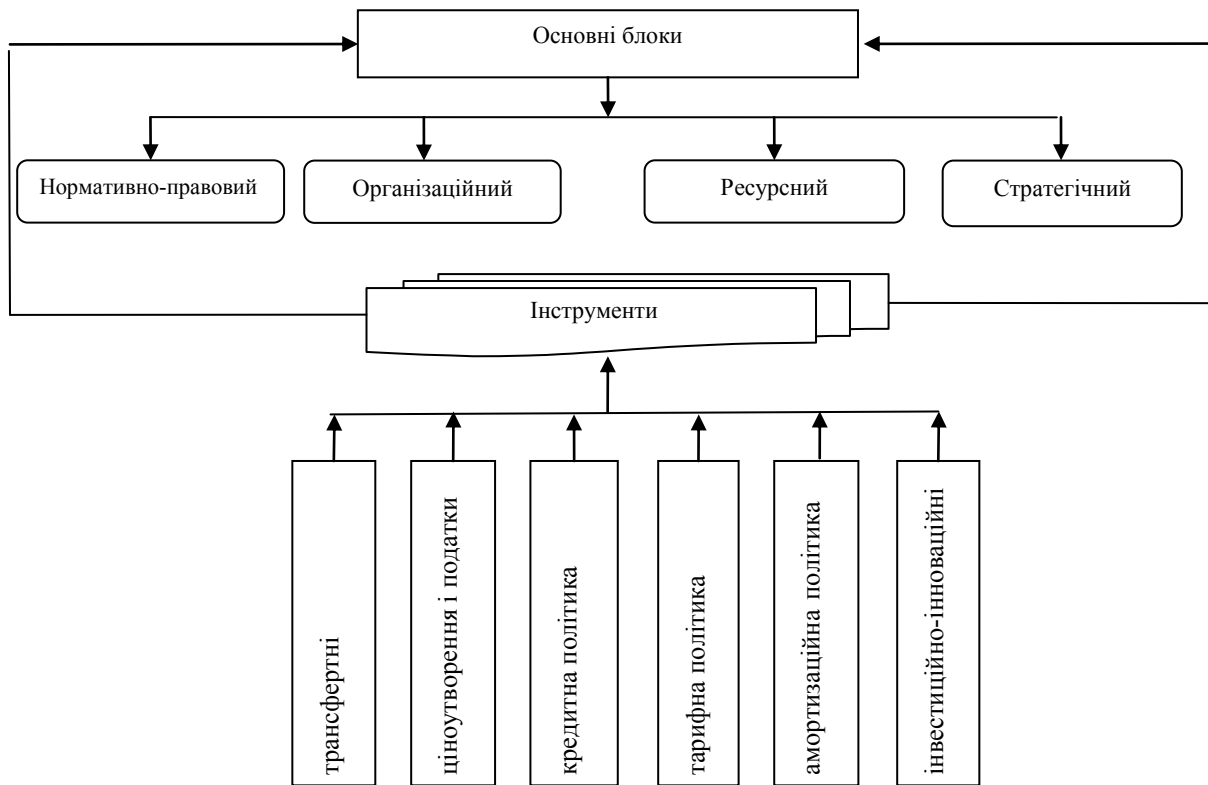 Основні блоки
Нормативно-правовий
Організаційний
Ресурсний
Стратегічний
Інструменти
трансфертні
ціноутворення і податки
кредитна політика
тарифна політика
амортизаційна політика
інвестиційно-інноваційні